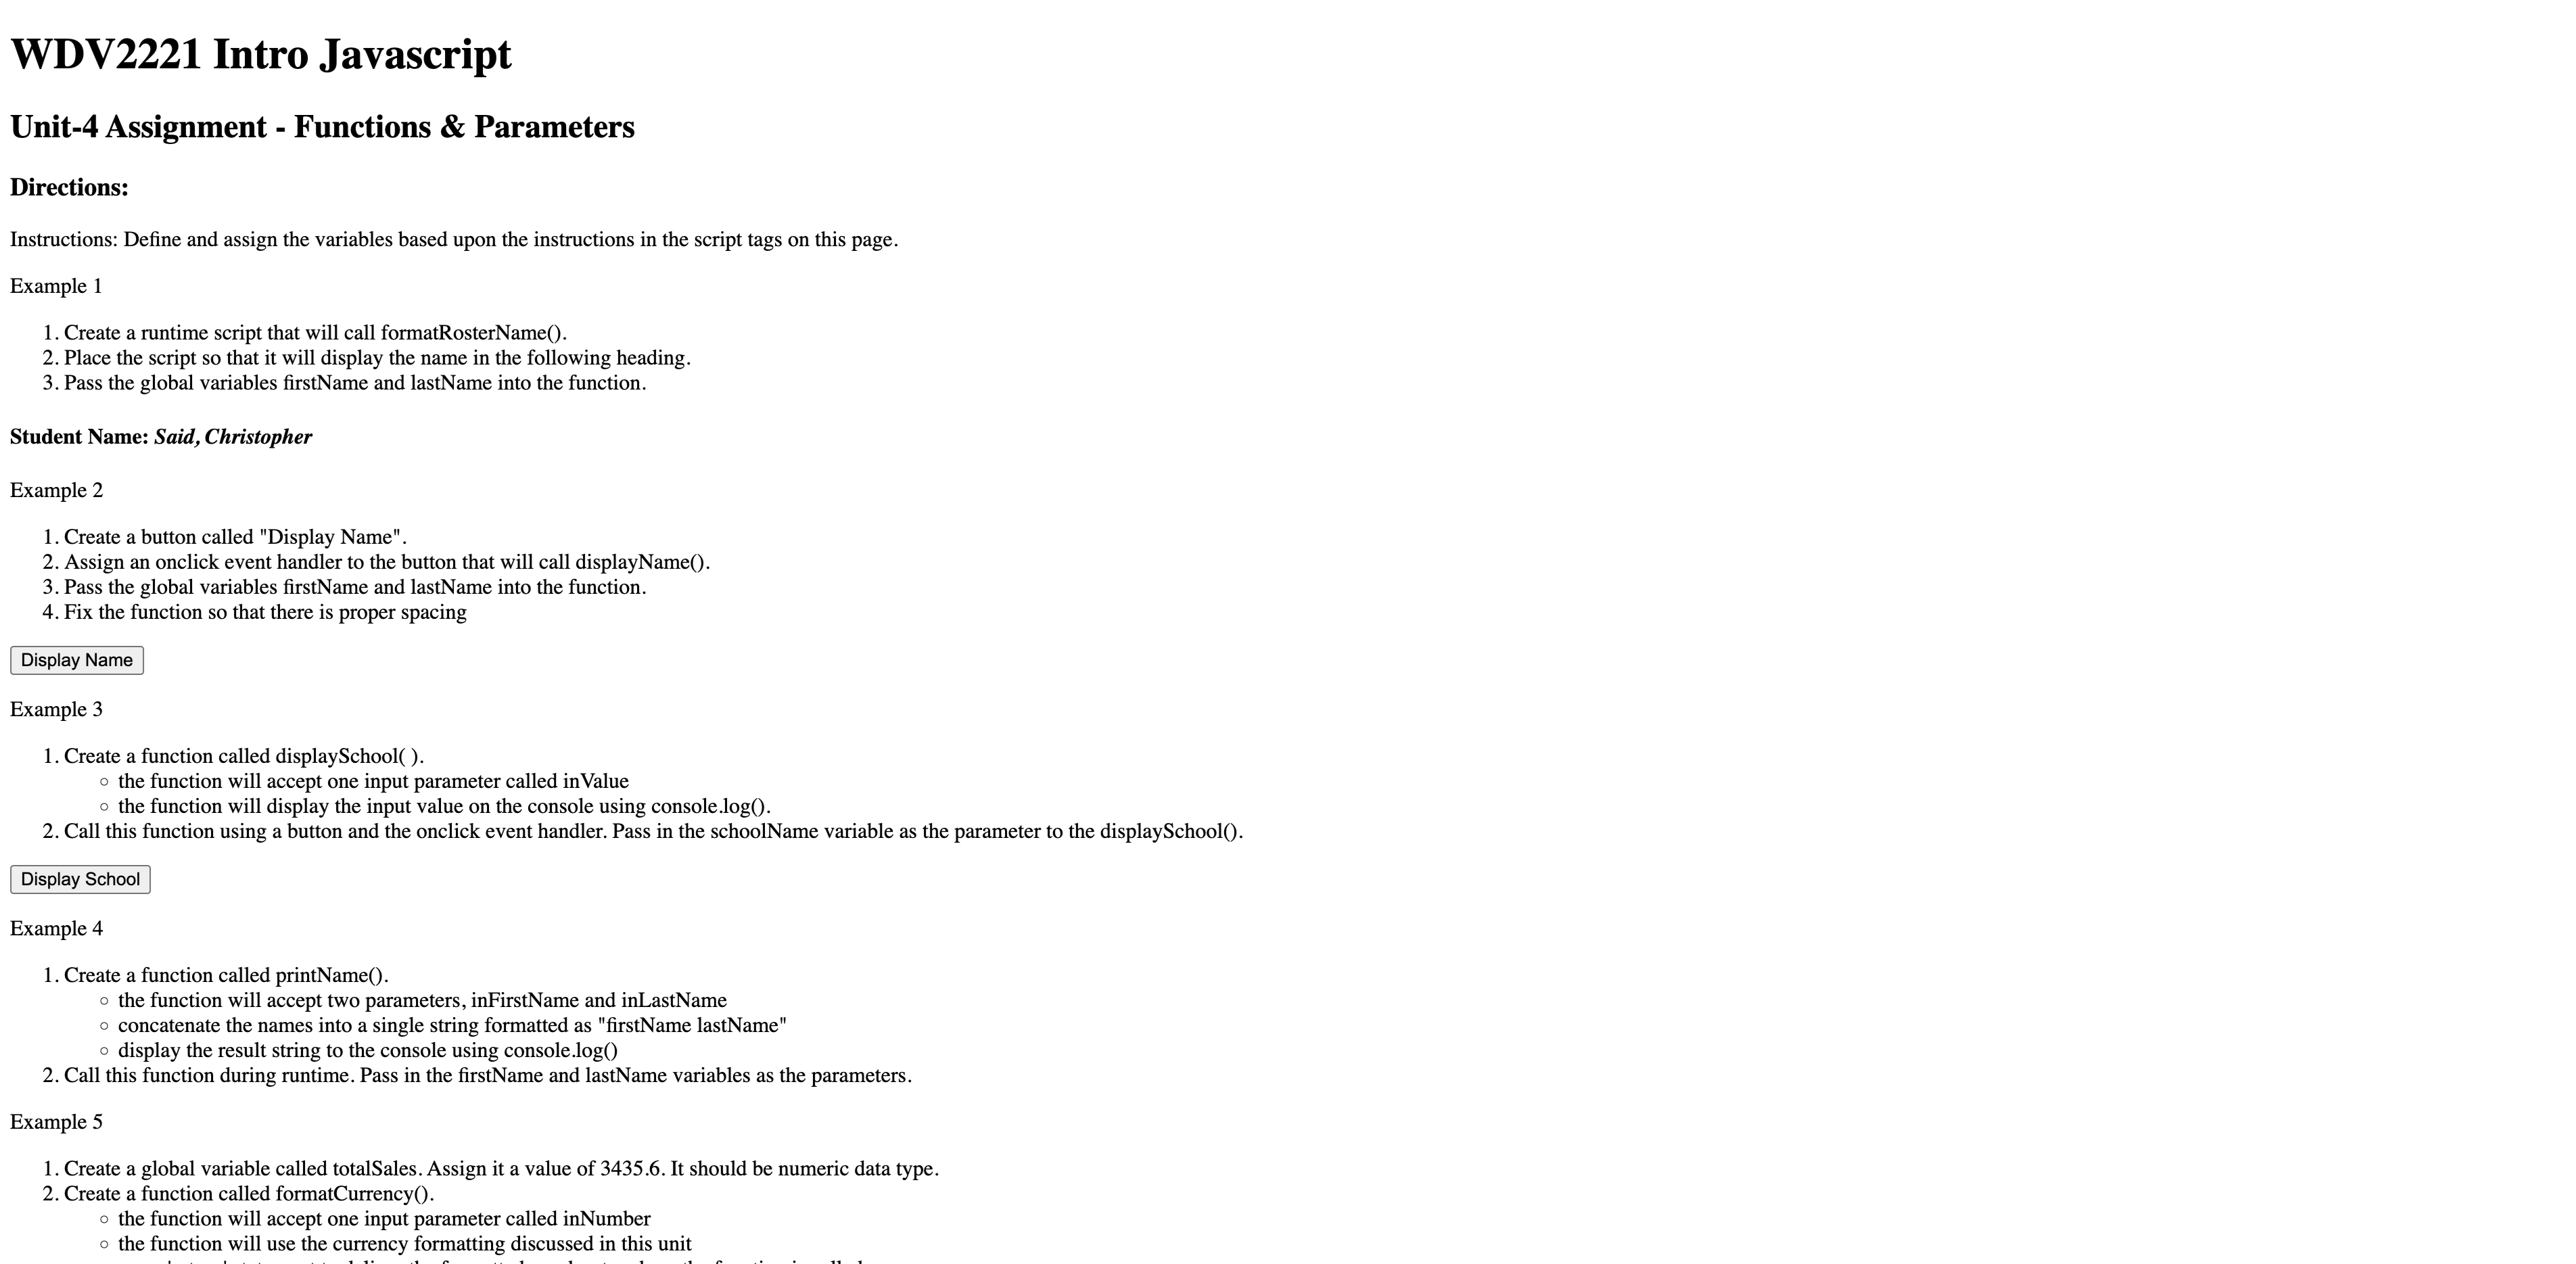 WDV2221 Intro Javascript
Unit-4 Assignment - Functions & Parameters
Directions:
Instructions: Define and assign the variables based upon the instructions in the script tags on this page.
Example 1
1. Create a runtime script that will call formatRosterName().
2. Place the script so that it will display the name in the following heading.
3. Pass the global variables firstName and lastName into the function.
Student Name: Said, Christopher
Example 2
1. Create a button called "Display Name".
2. Assign an onclick event handler to the button that will call displayName().
3. Pass the global variables firstName and lastName into the function.
4. Fix the function so that there is proper spacing
Display Name
Example 3
1. Create a function called displaySchool( ).
◦ the function will accept one input parameter called inValue
◦ the function will display the input value on the console using console.log().
2. Call this function using a button and the onclick event handler. Pass in the schoolName variable as the parameter to the displaySchool().
Display School
Example 4
1. Create a function called printName().
◦ the function will accept two parameters, inFirstName and inLastName
◦ concatenate the names into a single string formatted as "firstName lastName"
◦ display the result string to the console using console.log()
2. Call this function during runtime. Pass in the firstName and lastName variables as the parameters.
Example 5
1. Create a global variable called totalSales. Assign it a value of 3435.6. It should be numeric data type.
2. Create a function called formatCurrency().
◦ the function will accept one input parameter called inNumber
◦ the function will use the currency formatting discussed in this unit